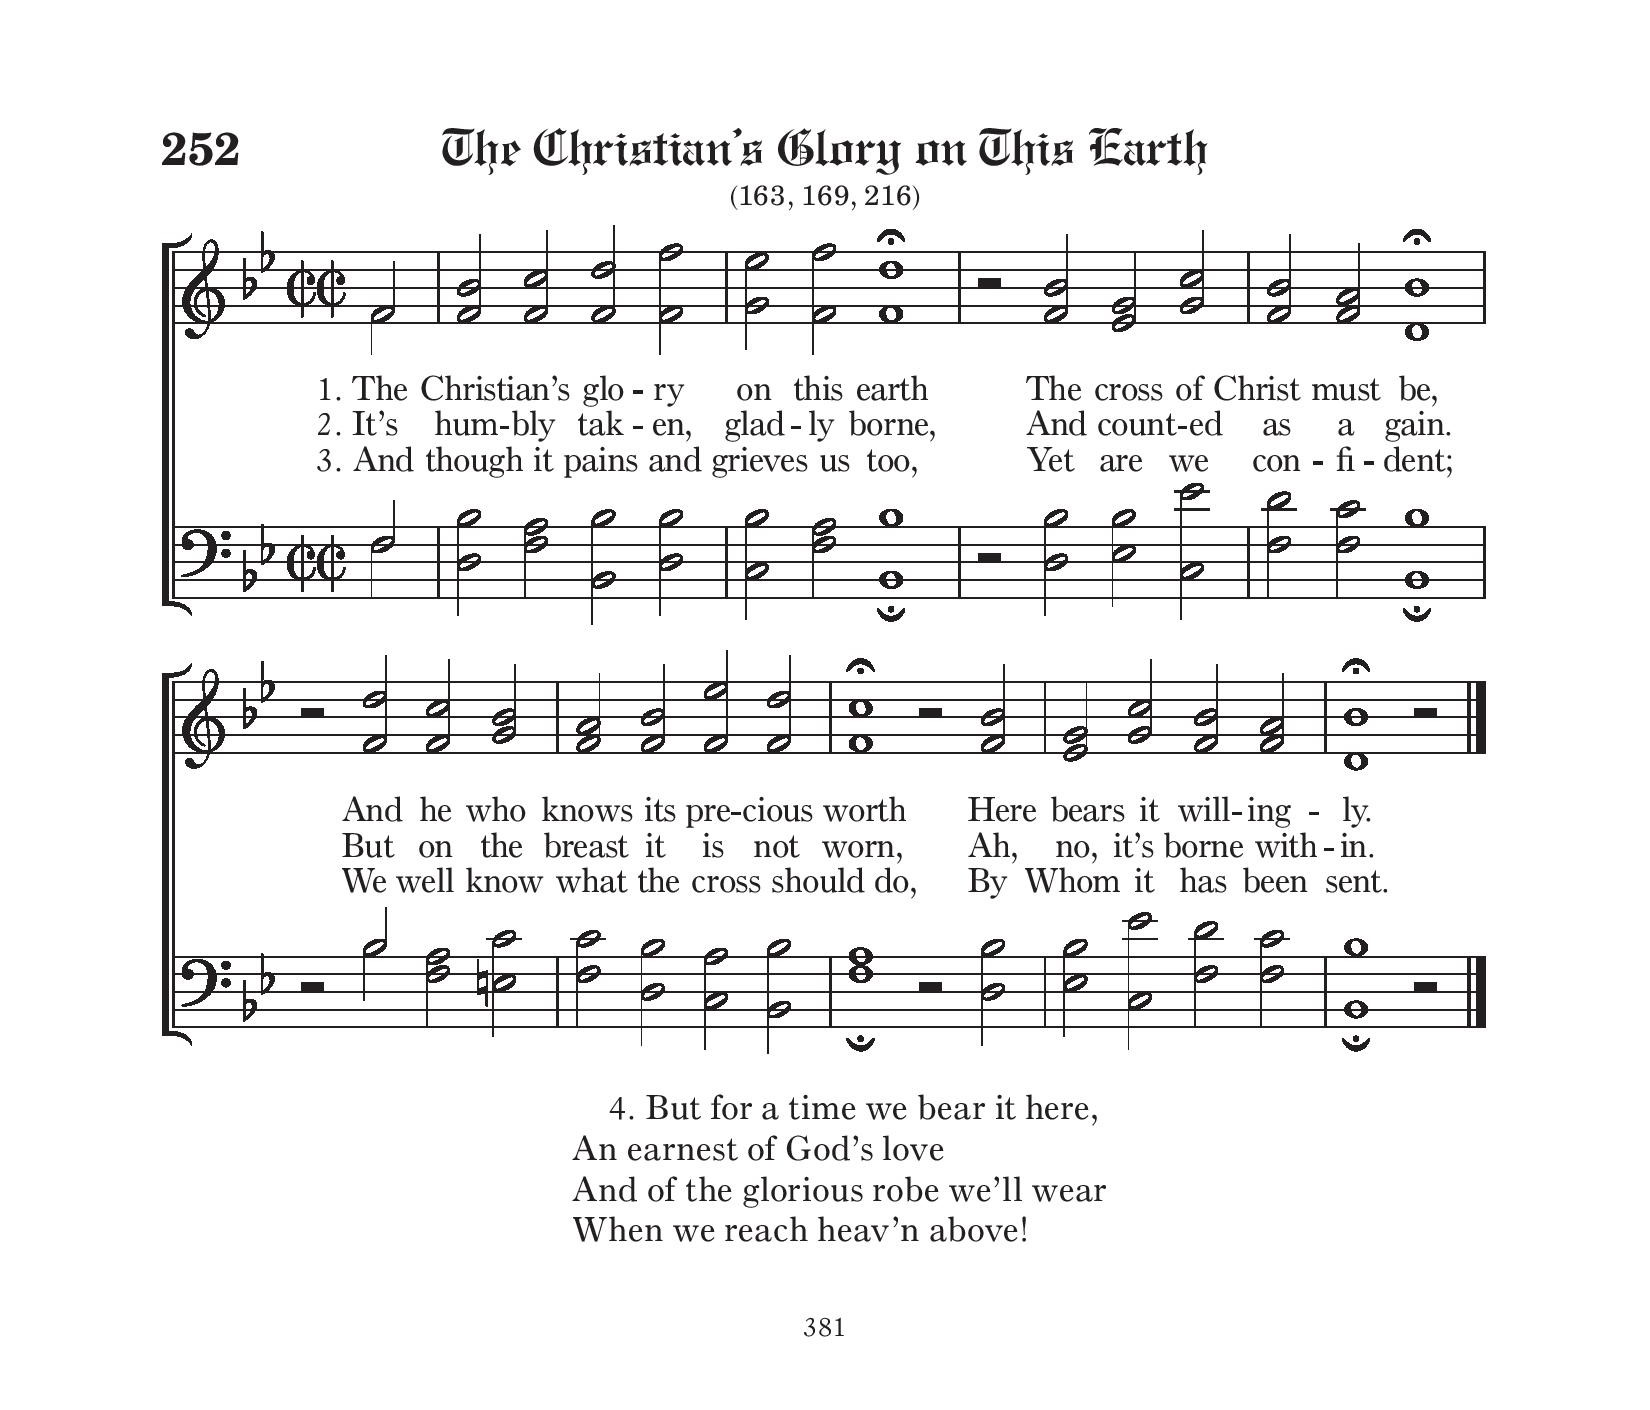 252 The Christian’s Glory on This Earth
(163, 169, 216)
1. The Christian’s glo - ry on this earth The cross of Christ must be,
2. It’s hum-bly tak - en, glad - ly borne, And count-ed as a gain.
3. And though it pains and grieves us too, Yet are we con - fi - dent;
And he who knows its pre-cious worth Here bears it will-ing - ly.
But on the breast it is not worn, Ah, no, it’s borne with - in.
We well know what the cross should do, By Whom it has been sent.
4. But for a time we bear it here,
An earnest of God’s love
And of the glorious robe we’ll wear
When we reach heav’n above!
381